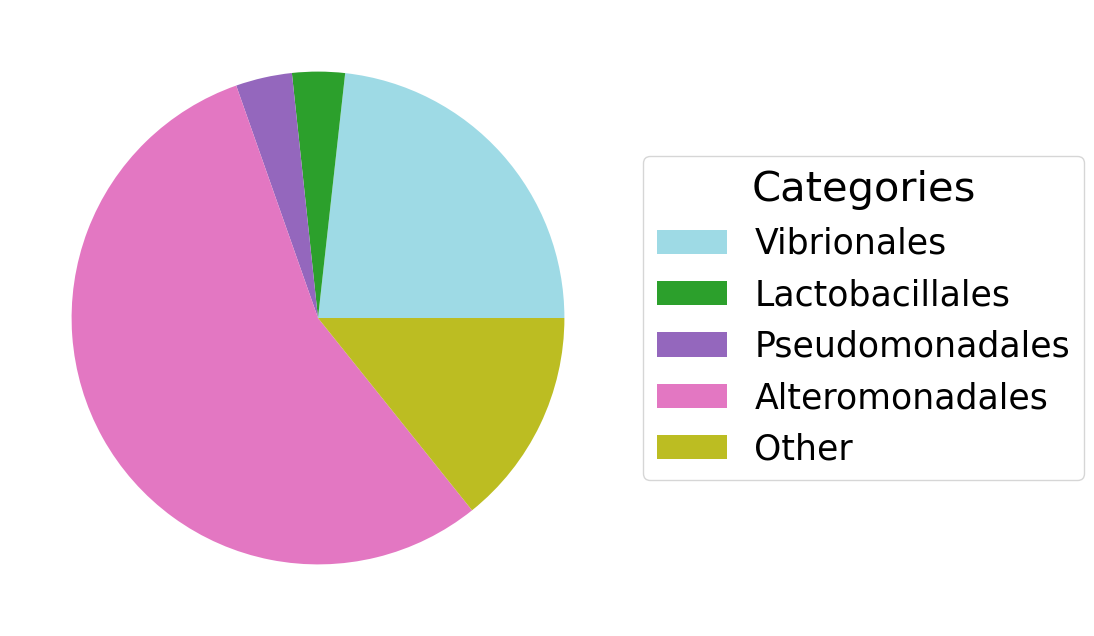 Categories
Vibrionales
Lactobacillales
Pseudomonadales
Alteromonadales
Other